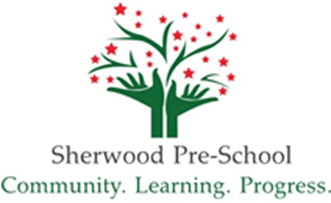 Sherwood Pre-School
Community. Learning. Progress.